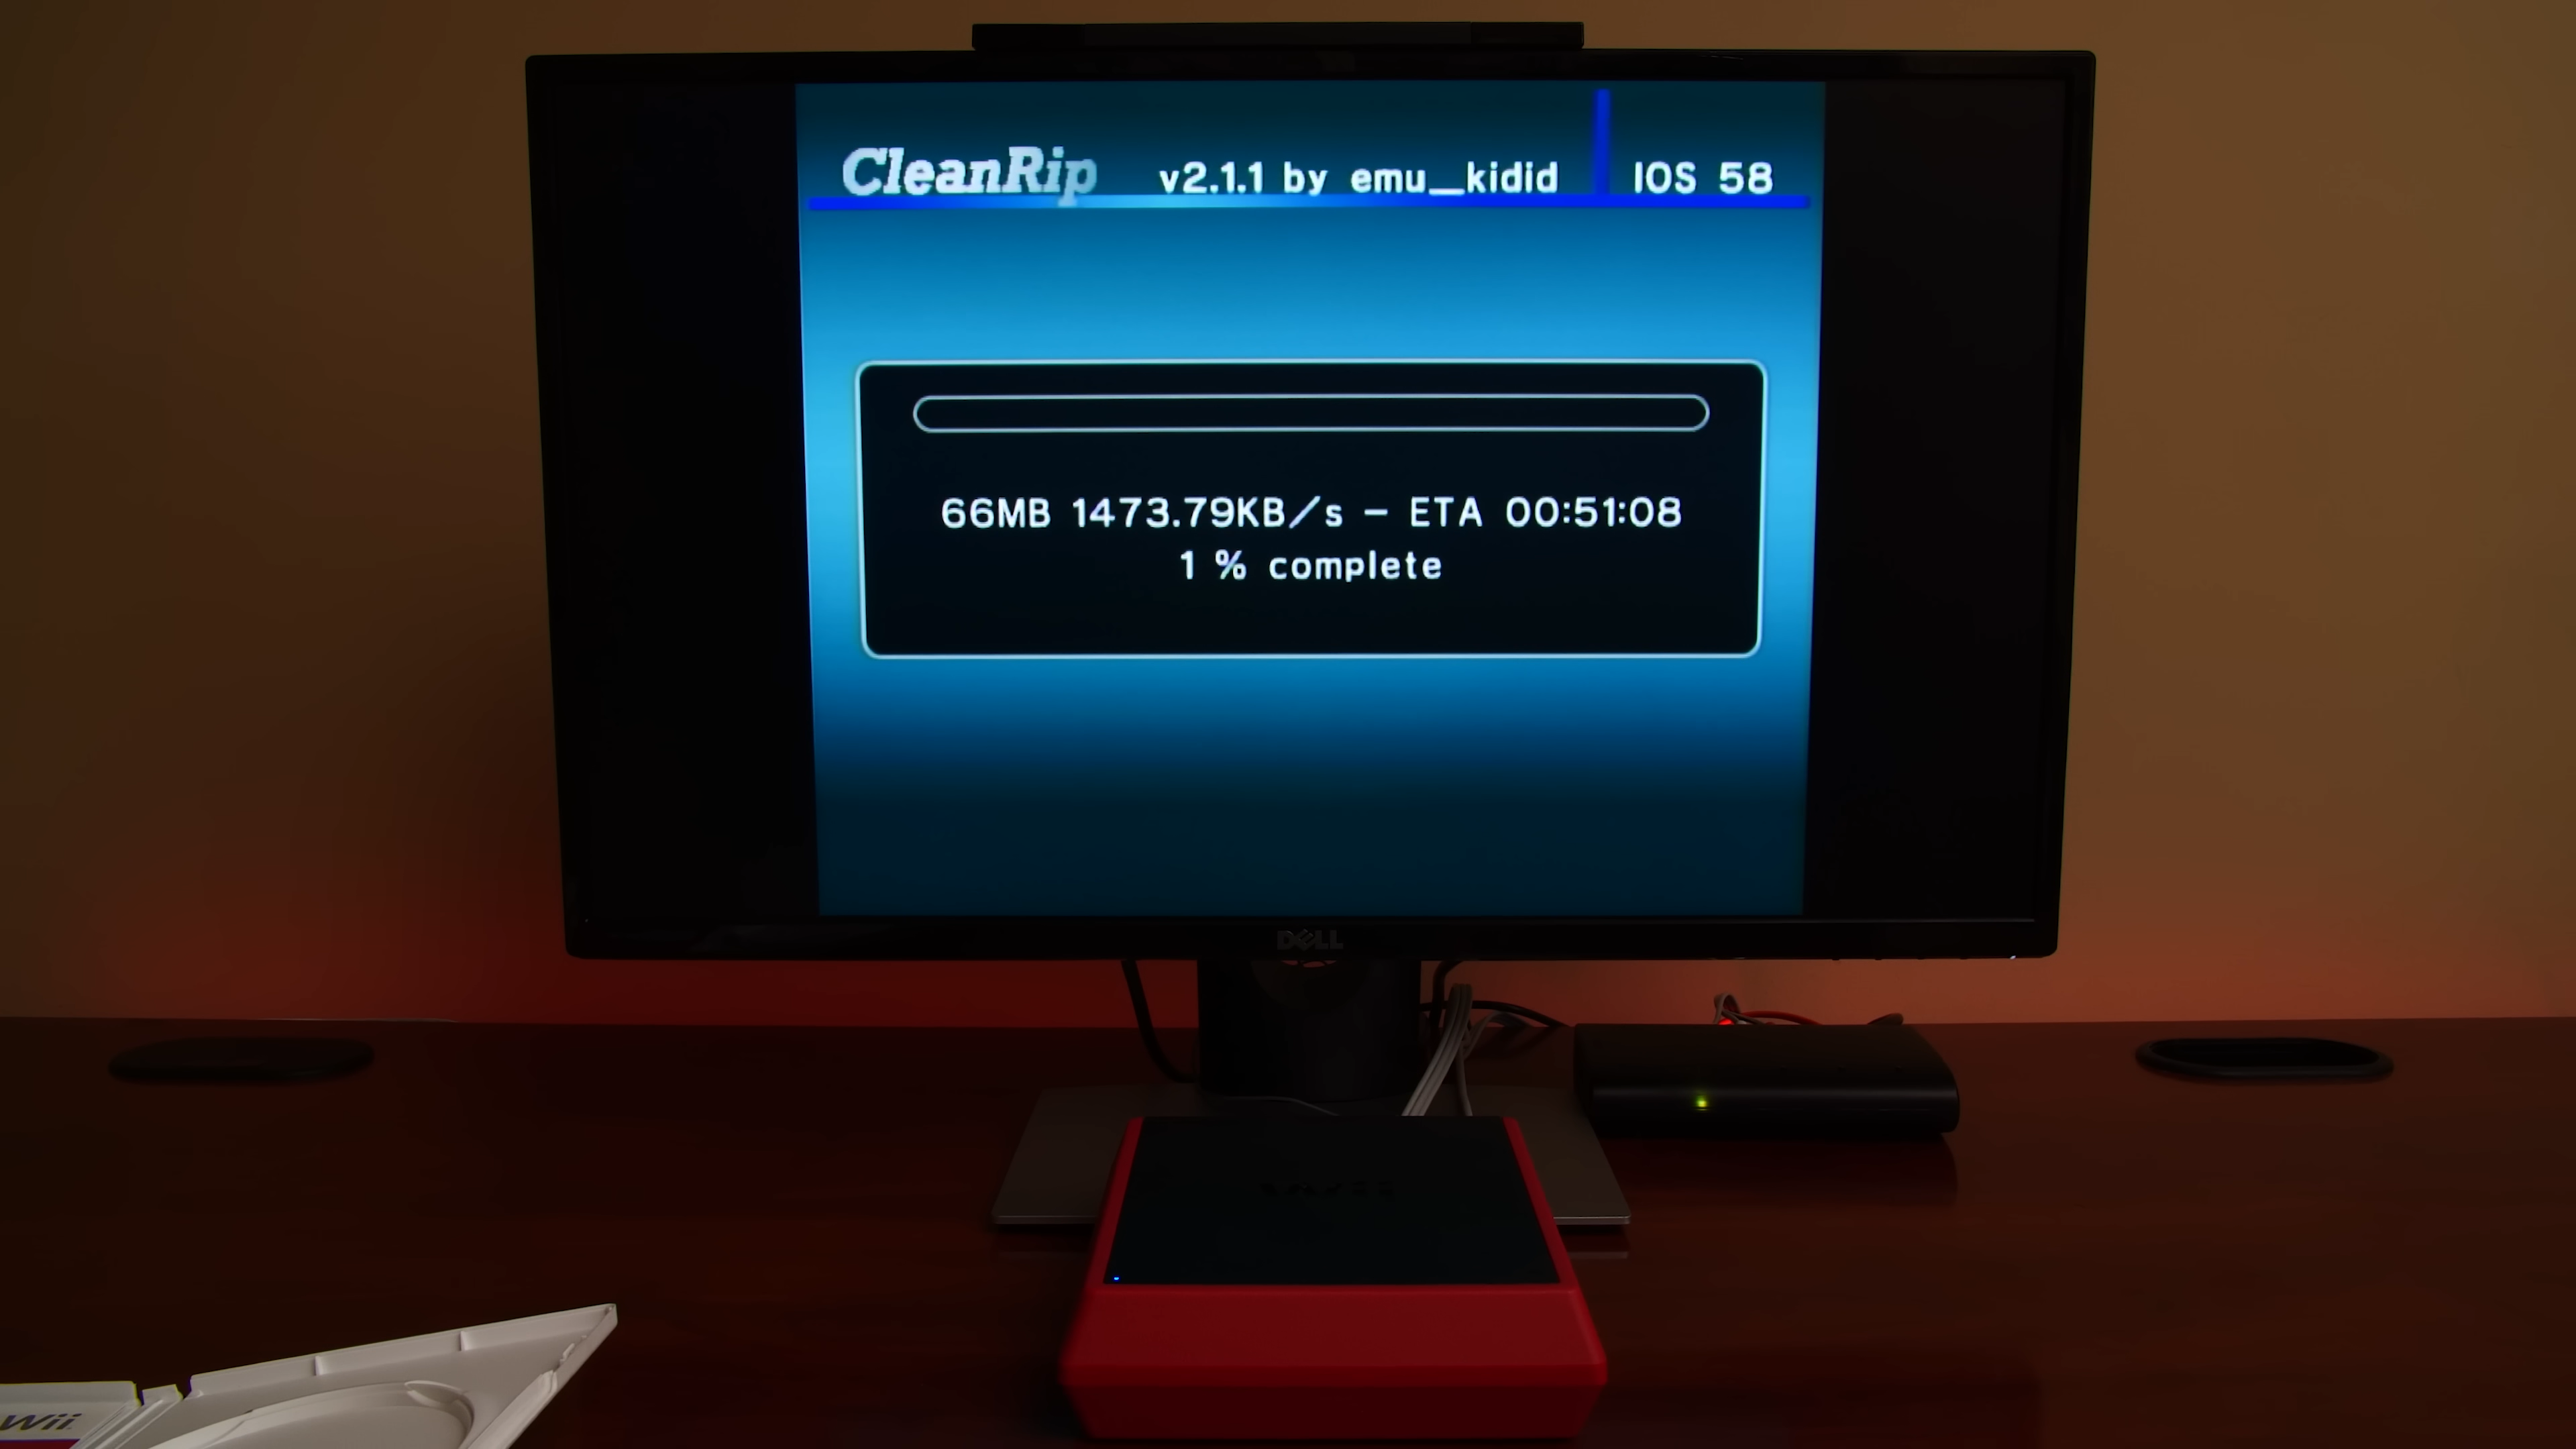 CleanRip v2.1.1 by emu_kidid IOS 58
66MB 1473.79KB/s - ETA 00:51:08
1 % complete
DELL
Wii
Wii